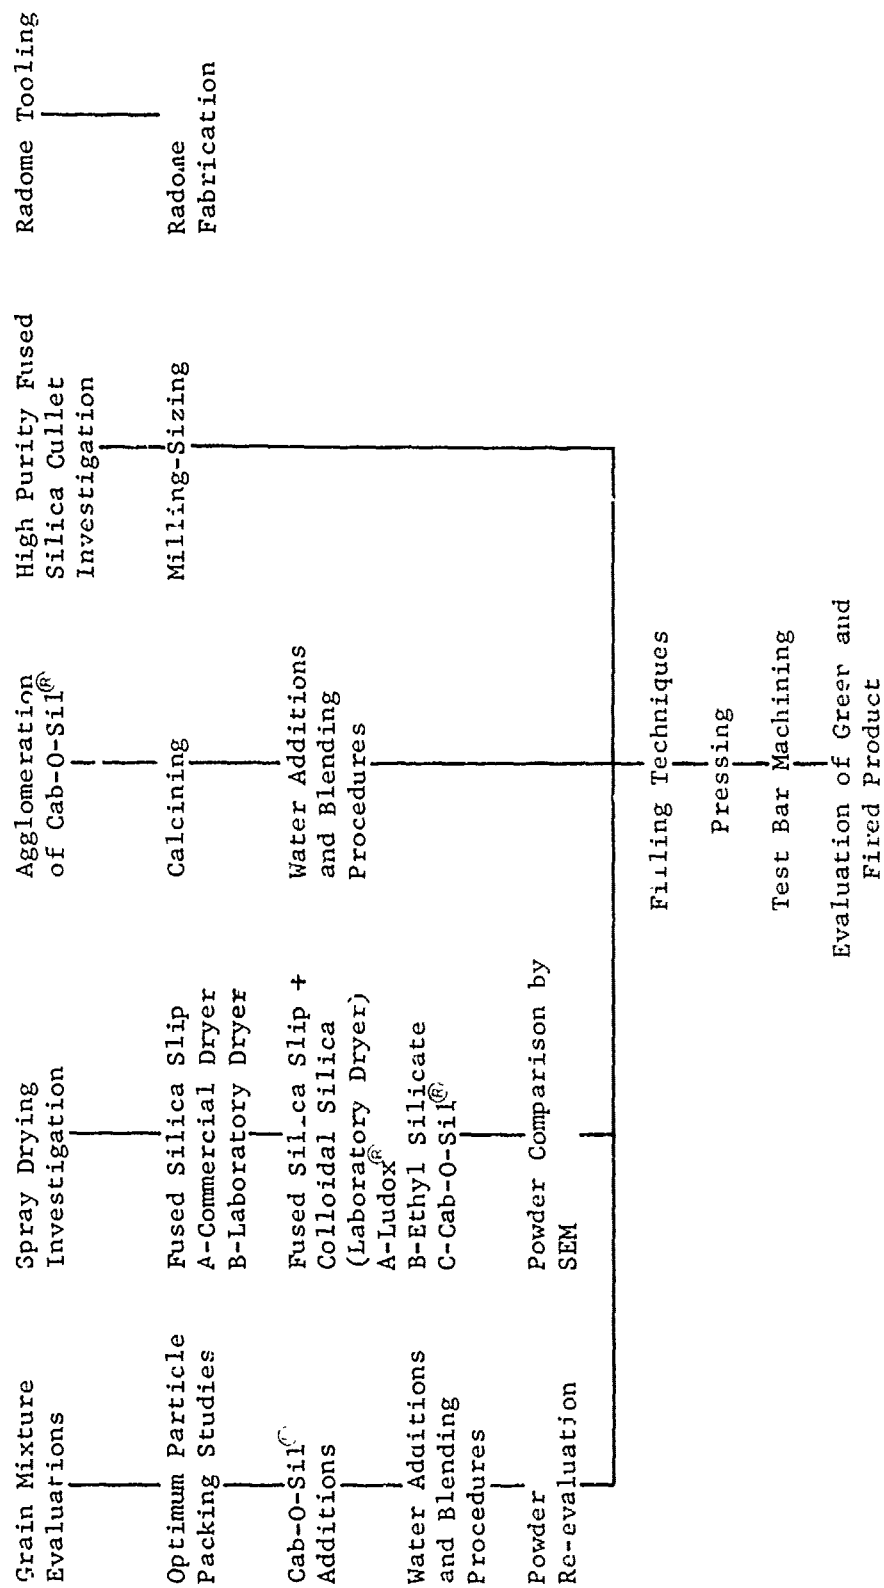 Grain Mixture
Evaluations
Optimum Particle
Packing Studies
Cab-O-Sil®
Additions
Water Additions
and Blending
Procedures
Powder
Re-evaluation
Spray Drying
Investigation
Fused Silica Slip
A-Commercial Dryer
B-Laboratory Dryer
Fused Silica Slip +
Colloidal Silica
(Laboratory Dryer)
A-Ludox®
B-Ethyl Silicate
C-Cab-O-Sil®
Powder Comparison by
SEM
Agglomeration
of Cab-O-Sil®
Calcining
Water Additions
and Blending
Procedures
High Purity Fused
Silica Cullet
Investigation
Milling-Sizing
Radome Tooling
Radome
Fabrication
Filling Techniques
Pressing
Test Bar Machining
Evaluation of Green and
Fired Product